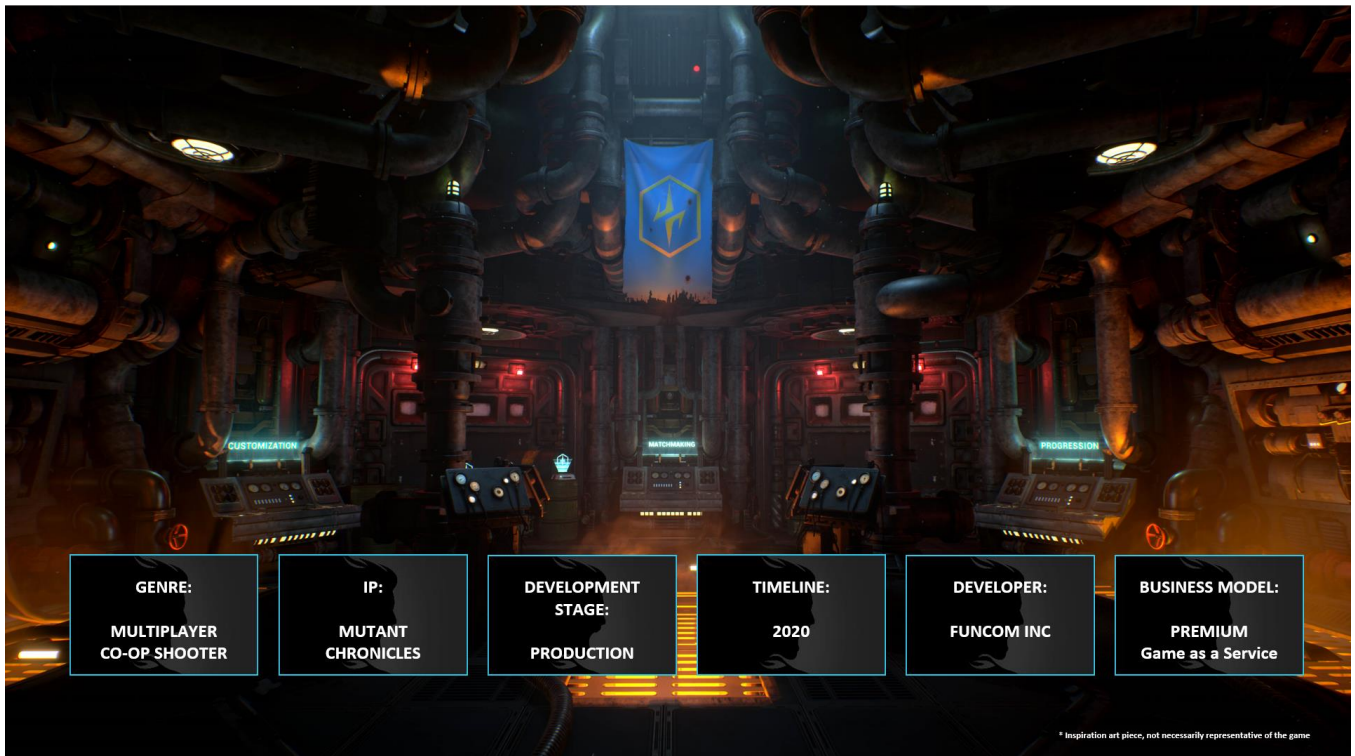 CUSTOMIZATION
MATCHMAKING
PROGRESSION
GENRE:
MULTIPLAYER
CO-OP SHOOTER
IP:
MUTANT
CHRONICLES
DEVELOPMENT
STAGE:
PRODUCTION
TIMELINE:
2020
DEVELOPER:
FUNCOM INC
BUSINESS MODEL:
PREMIUM
Game as a Service
* Inspiration art piece, not necessarily representative of the game